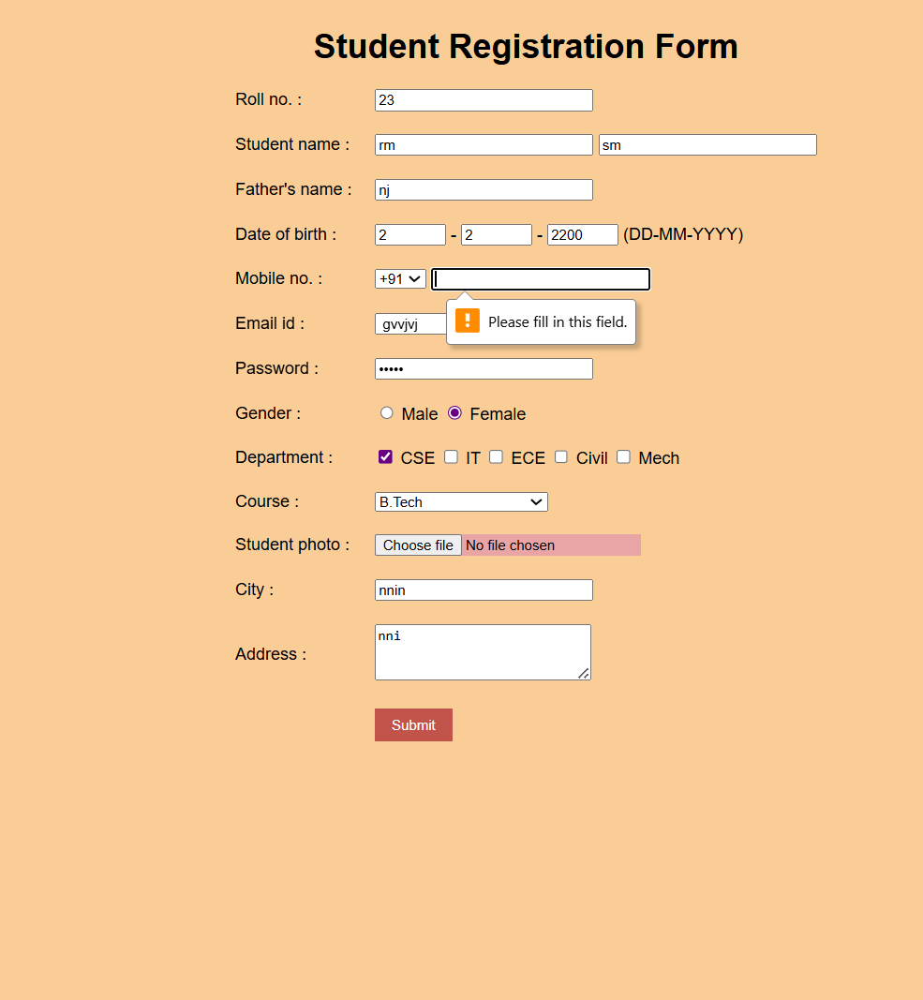 Student Registration Form
Roll no. : 23
Student name : rm sm
Father's name : nj
Date of birth : 2 - 2 - 2200 (DD-MM-YYYY)
Mobile no. : +91
Please fill in this field.
Email id : gvvjvj
Password : •••••
Gender : Male Female
Department : CSE IT ECE Civil Mech
Course : B.Tech
Student photo : Choose file No file chosen
City : nnin
Address : nni
Submit